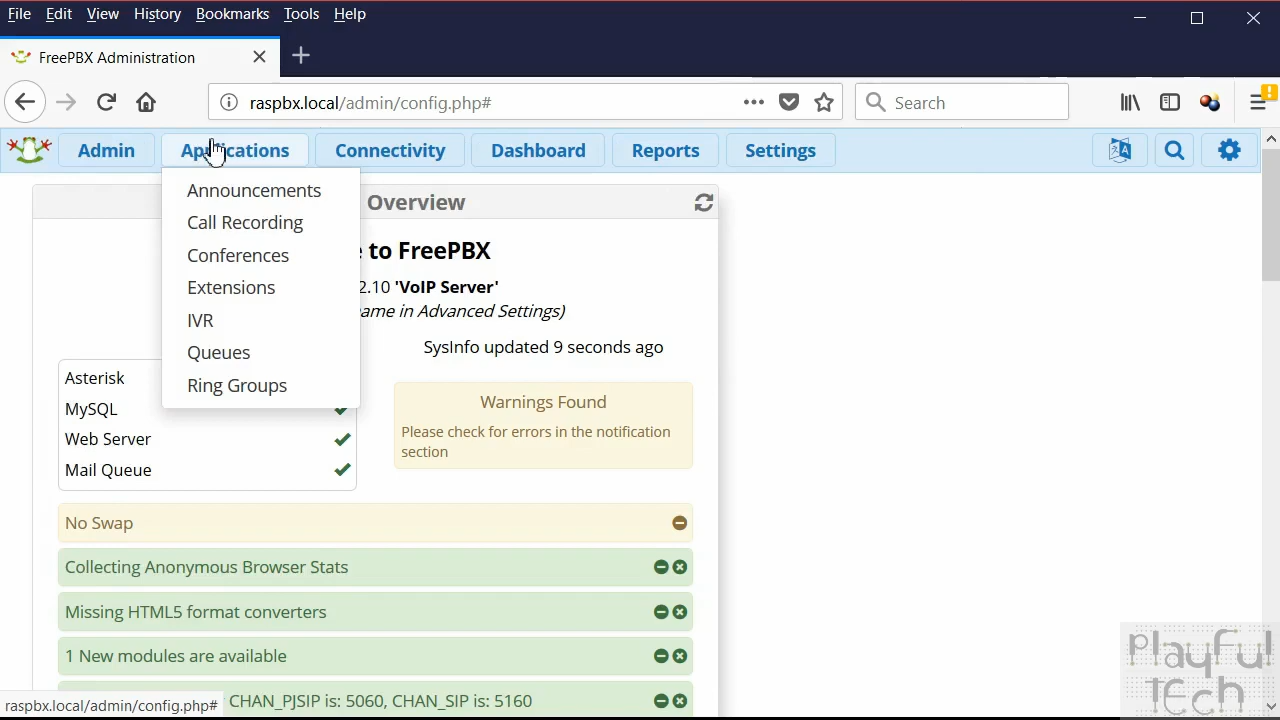 File Edit View History Bookmarks Tools Help
FreePBX Administration
raspbx.local/admin/config.php#
Search
Admin Applications Connectivity Dashboard Reports Settings
Announcements
Call Recording
Conferences
Extensions
IVR
Queues
Ring Groups
Overview
to FreePBX
2.10 'VoIP Server'
ame in Advanced Settings)
SysInfo updated 9 seconds ago
Asterisk
MySQL
Web Server
Mail Queue
Warnings Found
Please check for errors in the notification
section
No Swap
Collecting Anonymous Browser Stats
Missing HTML5 format converters
1 New modules are available
CHAN_PJSIP is: 5060, CHAN_SIP is: 5160
raspbx.local/admin/config.php#
playful
tech